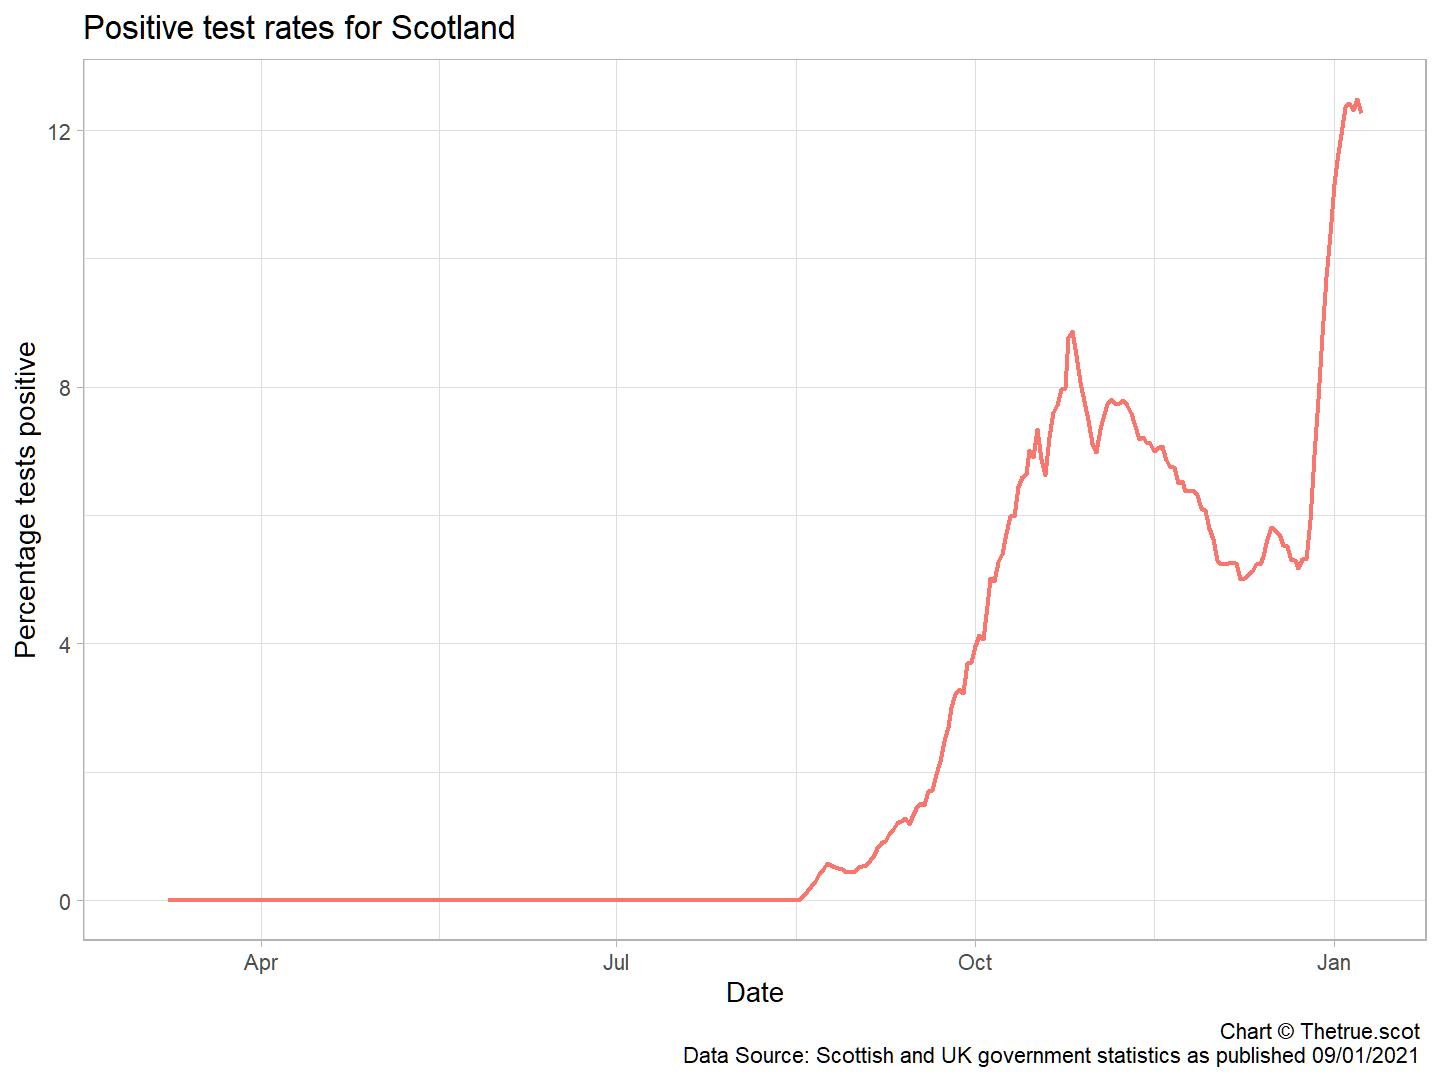 Positive test rates for Scotland
12
8
4
0
Percentage tests positive
Apr
Jul
Oct
Jan
Date
Chart © Thetrue.scot
Data Source: Scottish and UK government statistics as published 09/01/2021